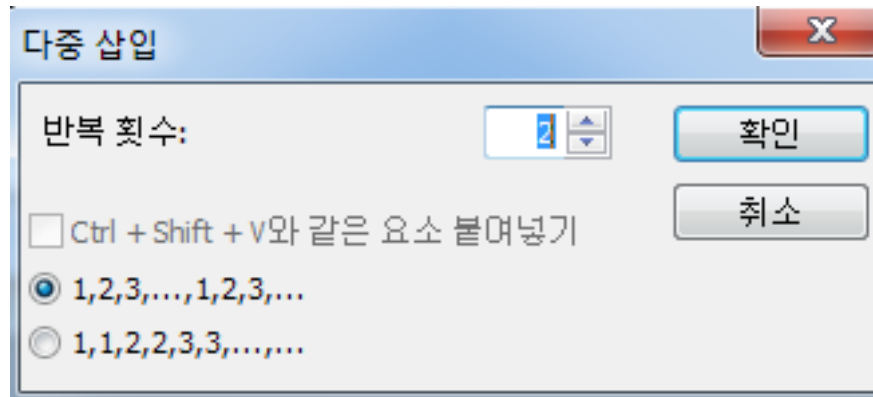 다중 삽입
반복 횟수:
2
확인
취소
Ctrl + Shift + V와 같은 요소 붙여넣기
1,2,3,...,1,2,3,...
1,1,2,2,3,3,...,...